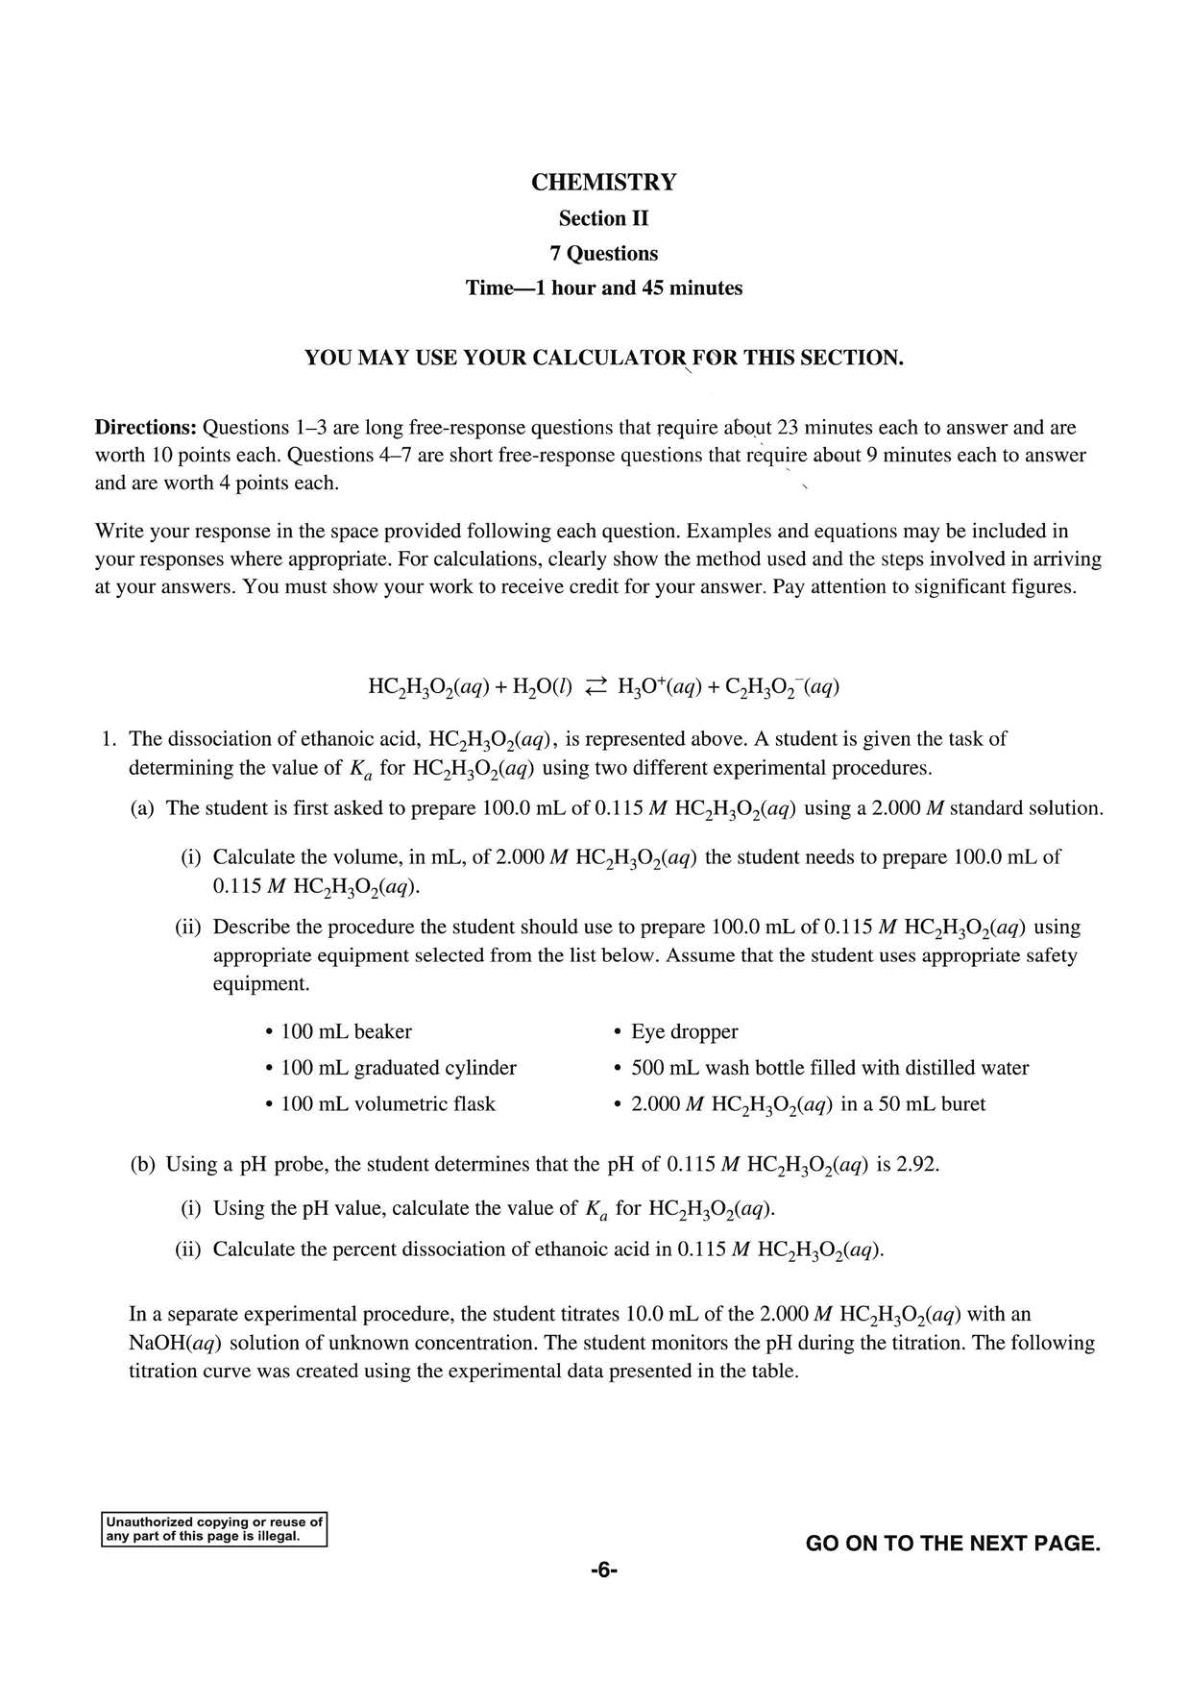 CHEMISTRY
Section II
7 Questions
Time—1 hour and 45 minutes
YOU MAY USE YOUR CALCULATOR FOR THIS SECTION.
Directions: Questions 1–3 are long free-response questions that require about 23 minutes each to answer and are
worth 10 points each. Questions 4–7 are short free-response questions that require about 9 minutes each to answer
and are worth 4 points each.
Write your response in the space provided following each question. Examples and equations may be included in
your responses where appropriate. For calculations, clearly show the method used and the steps involved in arriving
at your answers. You must show your work to receive credit for your answer. Pay attention to significant figures.
HC₂H₃O₂(aq) + H₂O(l) ⇄ H₃O⁺(aq) + C₂H₃O₂⁻(aq)
1. The dissociation of ethanoic acid, HC₂H₃O₂(aq), is represented above. A student is given the task of
determining the value of Kₐ for HC₂H₃O₂(aq) using two different experimental procedures.
(a) The student is first asked to prepare 100.0 mL of 0.115 M HC₂H₃O₂(aq) using a 2.000 M standard solution.
(i) Calculate the volume, in mL, of 2.000 M HC₂H₃O₂(aq) the student needs to prepare 100.0 mL of
0.115 M HC₂H₃O₂(aq).
(ii) Describe the procedure the student should use to prepare 100.0 mL of 0.115 M HC₂H₃O₂(aq) using
appropriate equipment selected from the list below. Assume that the student uses appropriate safety
equipment.
• 100 mL beaker
• 100 mL graduated cylinder
• 100 mL volumetric flask
• Eye dropper
• 500 mL wash bottle filled with distilled water
• 2.000 M HC₂H₃O₂(aq) in a 50 mL buret
(b) Using a pH probe, the student determines that the pH of 0.115 M HC₂H₃O₂(aq) is 2.92.
(i) Using the pH value, calculate the value of Kₐ for HC₂H₃O₂(aq).
(ii) Calculate the percent dissociation of ethanoic acid in 0.115 M HC₂H₃O₂(aq).
In a separate experimental procedure, the student titrates 10.0 mL of the 2.000 M HC₂H₃O₂(aq) with an
NaOH(aq) solution of unknown concentration. The student monitors the pH during the titration. The following
titration curve was created using the experimental data presented in the table.
Unauthorized copying or reuse of
any part of this page is illegal.
GO ON TO THE NEXT PAGE.
-6-